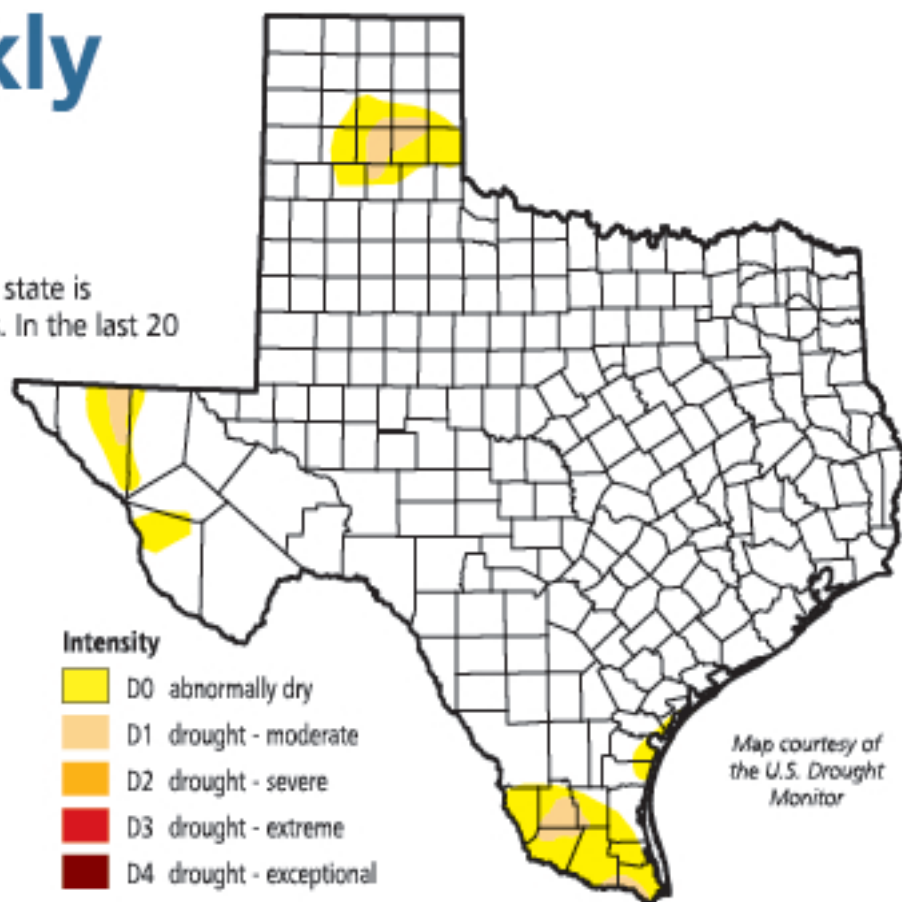 kly
state is
. In the last 20
Intensity
D0 abnormally dry
D1 drought - moderate
D2 drought - severe
D3 drought - extreme
D4 drought - exceptional
Map courtesy of
the U.S. Drought
Monitor